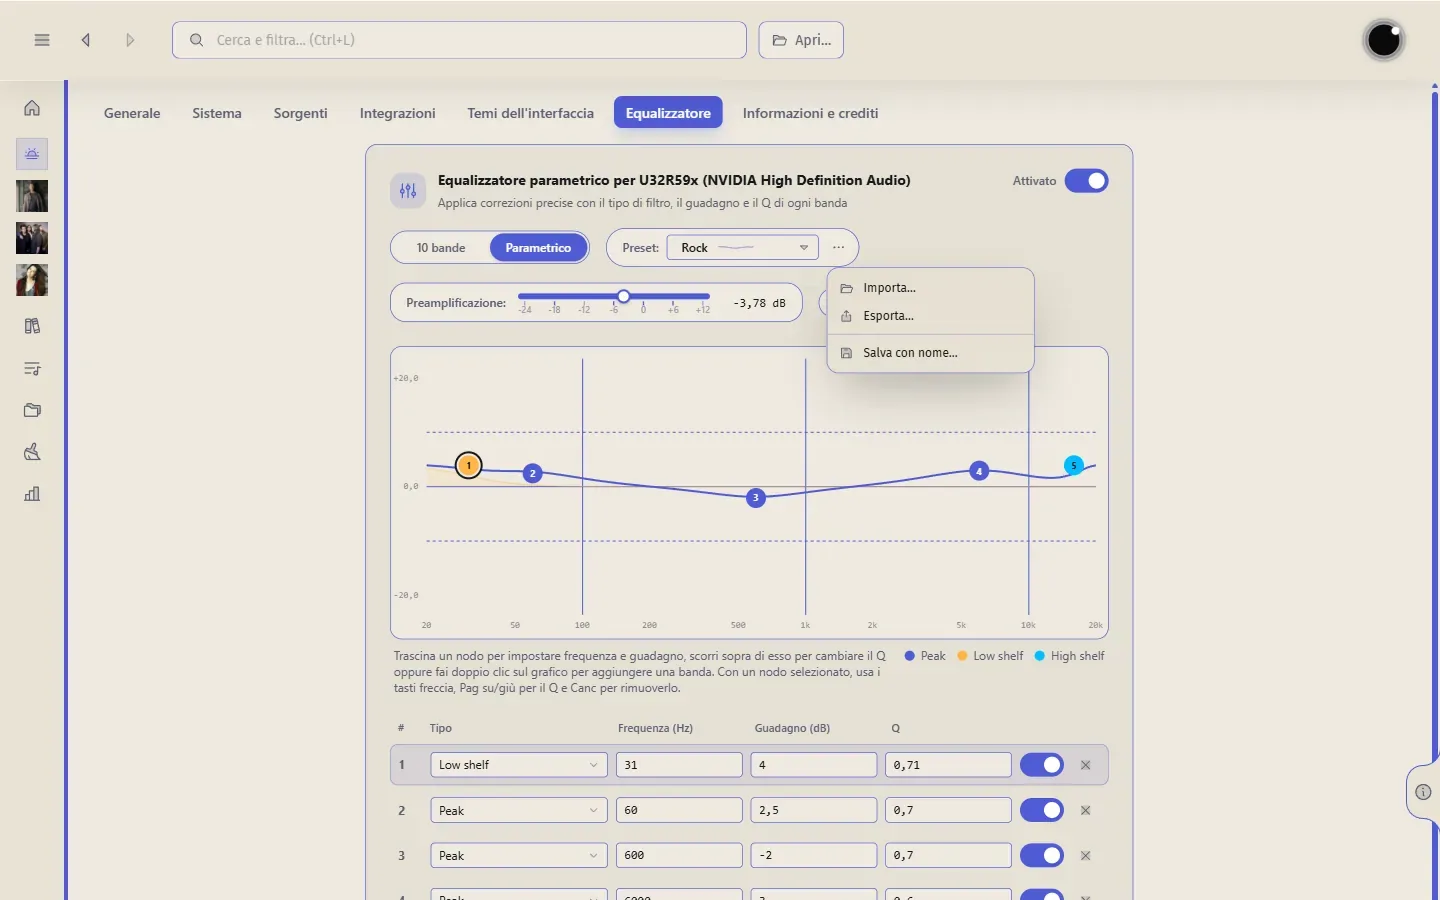 Cerca e filtra... (Ctrl+L)
Apri...
Generale
Sistema
Sorgenti
Integrazioni
Temi dell'interfaccia
Equalizzatore
Informazioni e crediti
Equalizzatore parametrico per U32R59x (NVIDIA High Definition Audio)
Applica correzioni precise con il tipo di filtro, il guadagno e il Q di ogni banda
Attivato
10 bande
Parametrico
Preset:
Rock
Importa...
Esporta...
Salva con nome...
Preamplificazione:
-24 -18 -12 -6 0 +6 +12
-3,78 dB
+20,0
0,0
-20,0
1
2
3
4
5
20 50 100 200 500 1k 2k 5k 10k 20k
Trascina un nodo per impostare frequenza e guadagno, scorri sopra di esso per cambiare il Q
oppure fai doppio clic sul grafico per aggiungere una banda. Con un nodo selezionato, usa i
tasti freccia, Pag su/giù per il Q e Canc per rimuoverlo.
Peak
Low shelf
High shelf
# Tipo Frequenza (Hz) Guadagno (dB) Q
1 Low shelf 31 4 0,71
2 Peak 60 2,5 0,7
3 Peak 600 -2 0,7